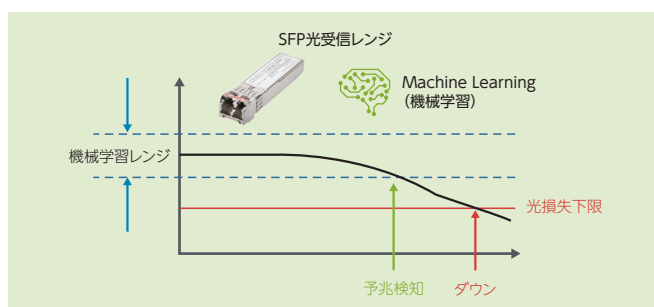 SFP光受信レンジ
Machine Learning
(機械学習)
機械学習レンジ
光損失下限
予兆検知
ダウン